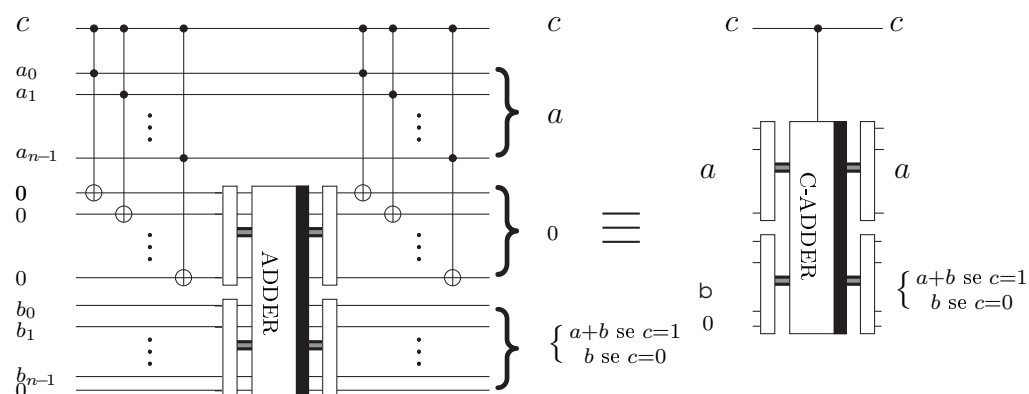 c
a₀
a₁
aₙ₋₁
0
0
0
b₀
b₁
bₙ₋₁
0
ADDER
c
a
0
{ a+b se c=1
b se c=0
≡
c
c
a
a
C-ADDER
b
0
{ a+b se c=1
b se c=0